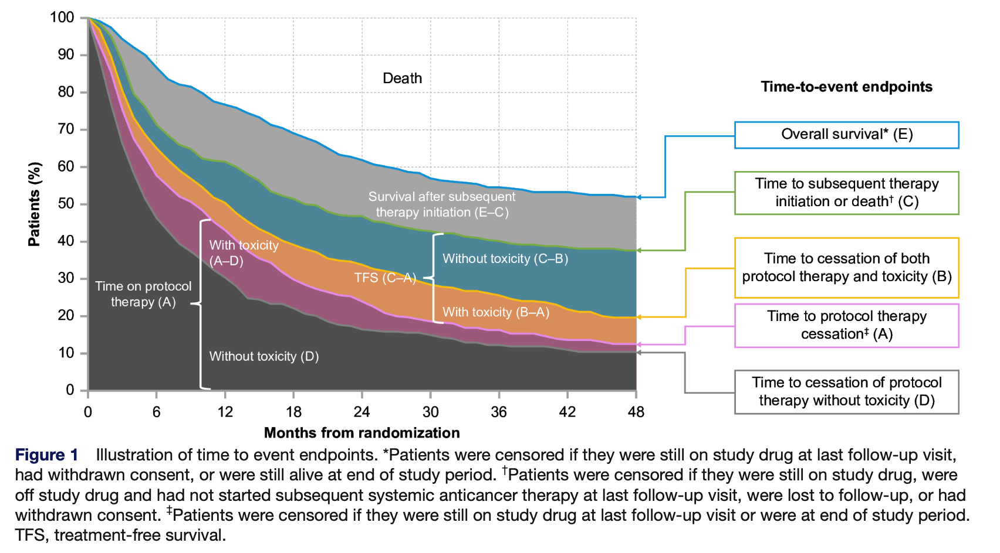 100
90
80
70
60
50
40
30
20
10
0
Patients (%)
0
6
12
18
24
30
36
42
48
Months from randomization
Death
Survival after subsequent
therapy initiation (E–C)
With toxicity
(A–D)
Time on protocol
therapy (A)
Without toxicity (D)
TFS (C–A)
Without toxicity (C–B)
With toxicity (B–A)
Time-to-event endpoints
Overall survival* (E)
Time to subsequent therapy
initiation or death† (C)
Time to cessation of both
protocol therapy and toxicity (B)
Time to protocol therapy
cessation‡ (A)
Time to cessation of protocol
therapy without toxicity (D)
Figure 1 Illustration of time to event endpoints. *Patients were censored if they were still on study drug at last follow-up visit,
had withdrawn consent, or were still alive at end of study period. †Patients were censored if they were still on study drug, were
off study drug and had not started subsequent systemic anticancer therapy at last follow-up visit, were lost to follow-up, or had
withdrawn consent. ‡Patients were censored if they were still on study drug at last follow-up visit or were at end of study period.
TFS, treatment-free survival.